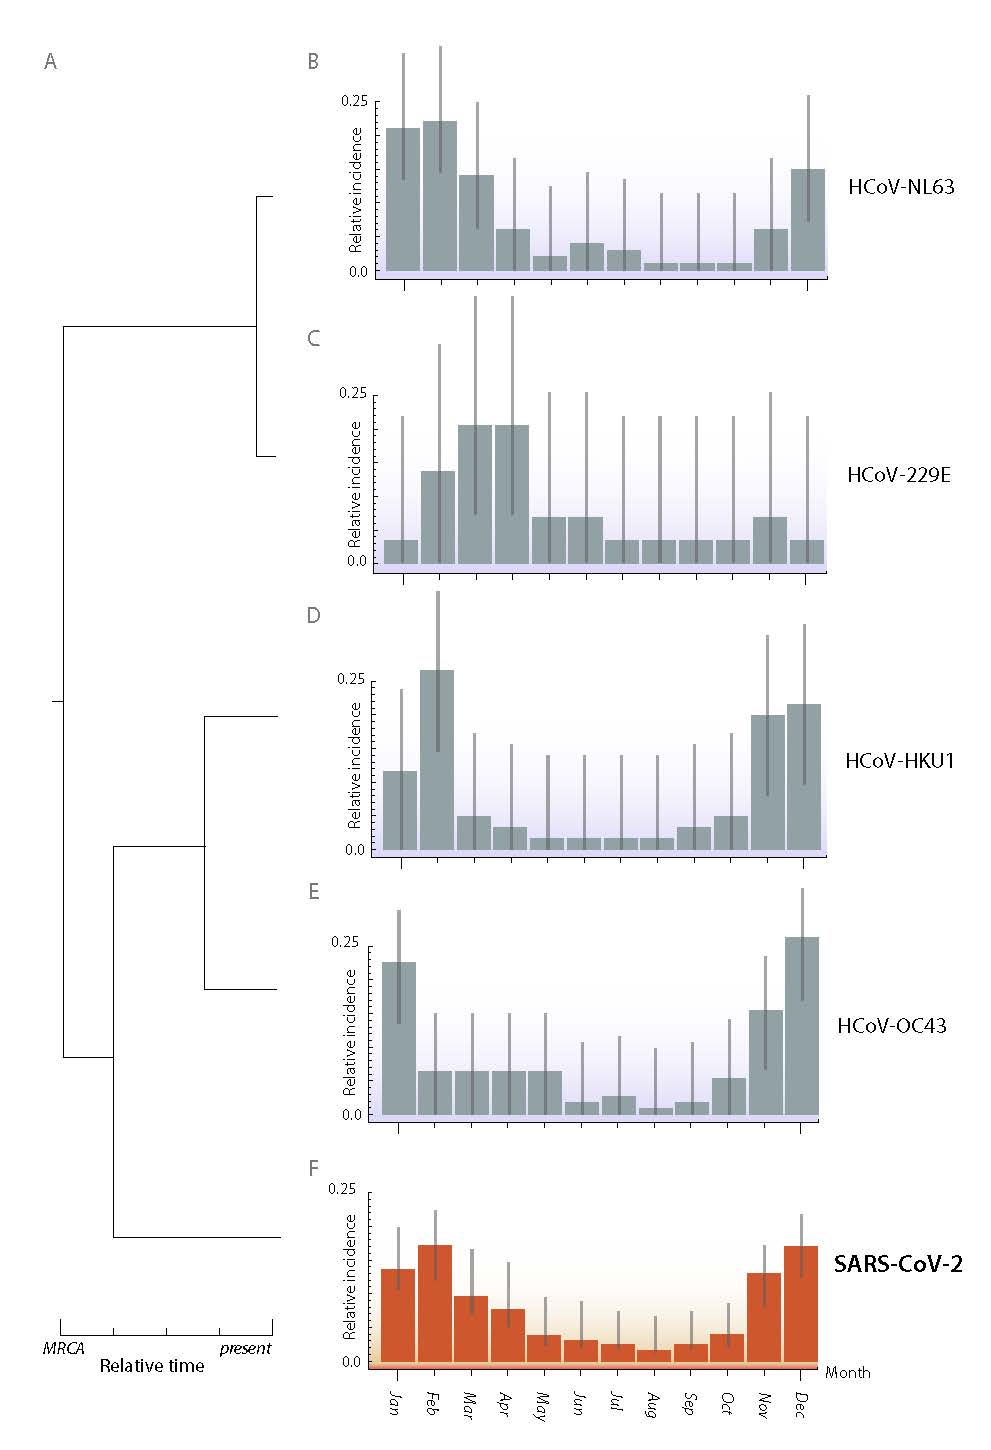 A
B
0.25
Relative incidence
0.0
HCoV-NL63
C
0.25
Relative incidence
0.0
HCoV-229E
D
0.25
Relative incidence
0.0
HCoV-HKU1
E
0.25
Relative incidence
0.0
HCoV-OC43
F
0.25
Relative incidence
0.0
SARS-CoV-2
Month
Jan Feb Mar Apr May Jun Jul Aug Sep Oct Nov Dec
MRCA present
Relative time